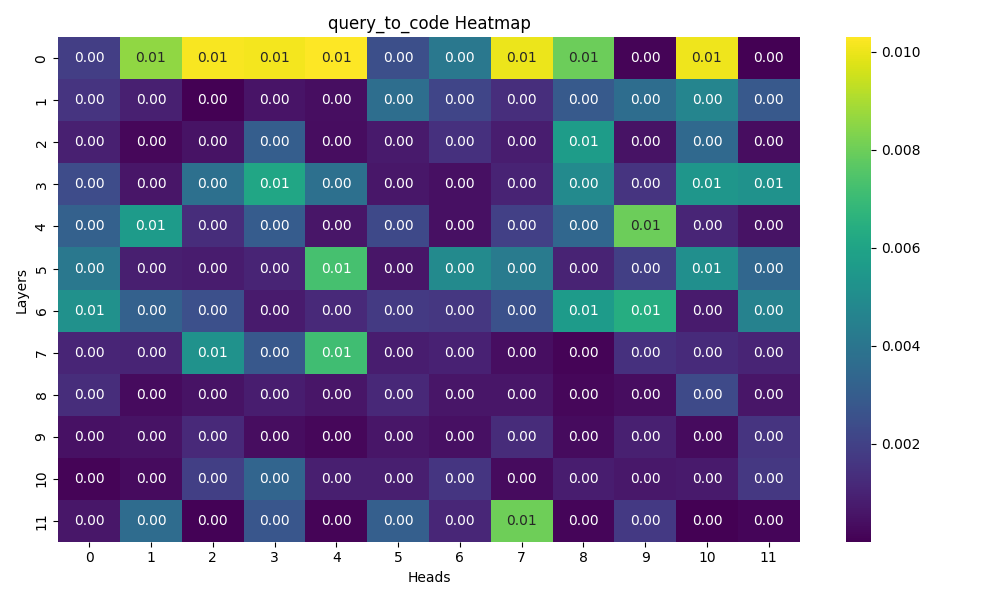 query_to_code Heatmap
0 0.00 0.01 0.01 0.01 0.01 0.00 0.00 0.01 0.01 0.00 0.01 0.00
1 0.00 0.00 0.00 0.00 0.00 0.00 0.00 0.00 0.00 0.00 0.00 0.00
2 0.00 0.00 0.00 0.00 0.00 0.00 0.00 0.00 0.01 0.00 0.00 0.00
3 0.00 0.00 0.00 0.01 0.00 0.00 0.00 0.00 0.00 0.00 0.01 0.01
4 0.00 0.01 0.00 0.00 0.00 0.00 0.00 0.00 0.00 0.01 0.00 0.00
5 0.00 0.00 0.00 0.00 0.01 0.00 0.00 0.00 0.00 0.00 0.01 0.00
6 0.01 0.00 0.00 0.00 0.00 0.00 0.00 0.00 0.01 0.01 0.00 0.00
7 0.00 0.00 0.01 0.00 0.01 0.00 0.00 0.00 0.00 0.00 0.00 0.00
8 0.00 0.00 0.00 0.00 0.00 0.00 0.00 0.00 0.00 0.00 0.00 0.00
9 0.00 0.00 0.00 0.00 0.00 0.00 0.00 0.00 0.00 0.00 0.00 0.00
10 0.00 0.00 0.00 0.00 0.00 0.00 0.00 0.00 0.00 0.00 0.00 0.00
11 0.00 0.00 0.00 0.00 0.00 0.00 0.00 0.01 0.00 0.00 0.00 0.00
0 1 2 3 4 5 6 7 8 9 10 11
Heads
Layers
0.010
0.008
0.006
0.004
0.002